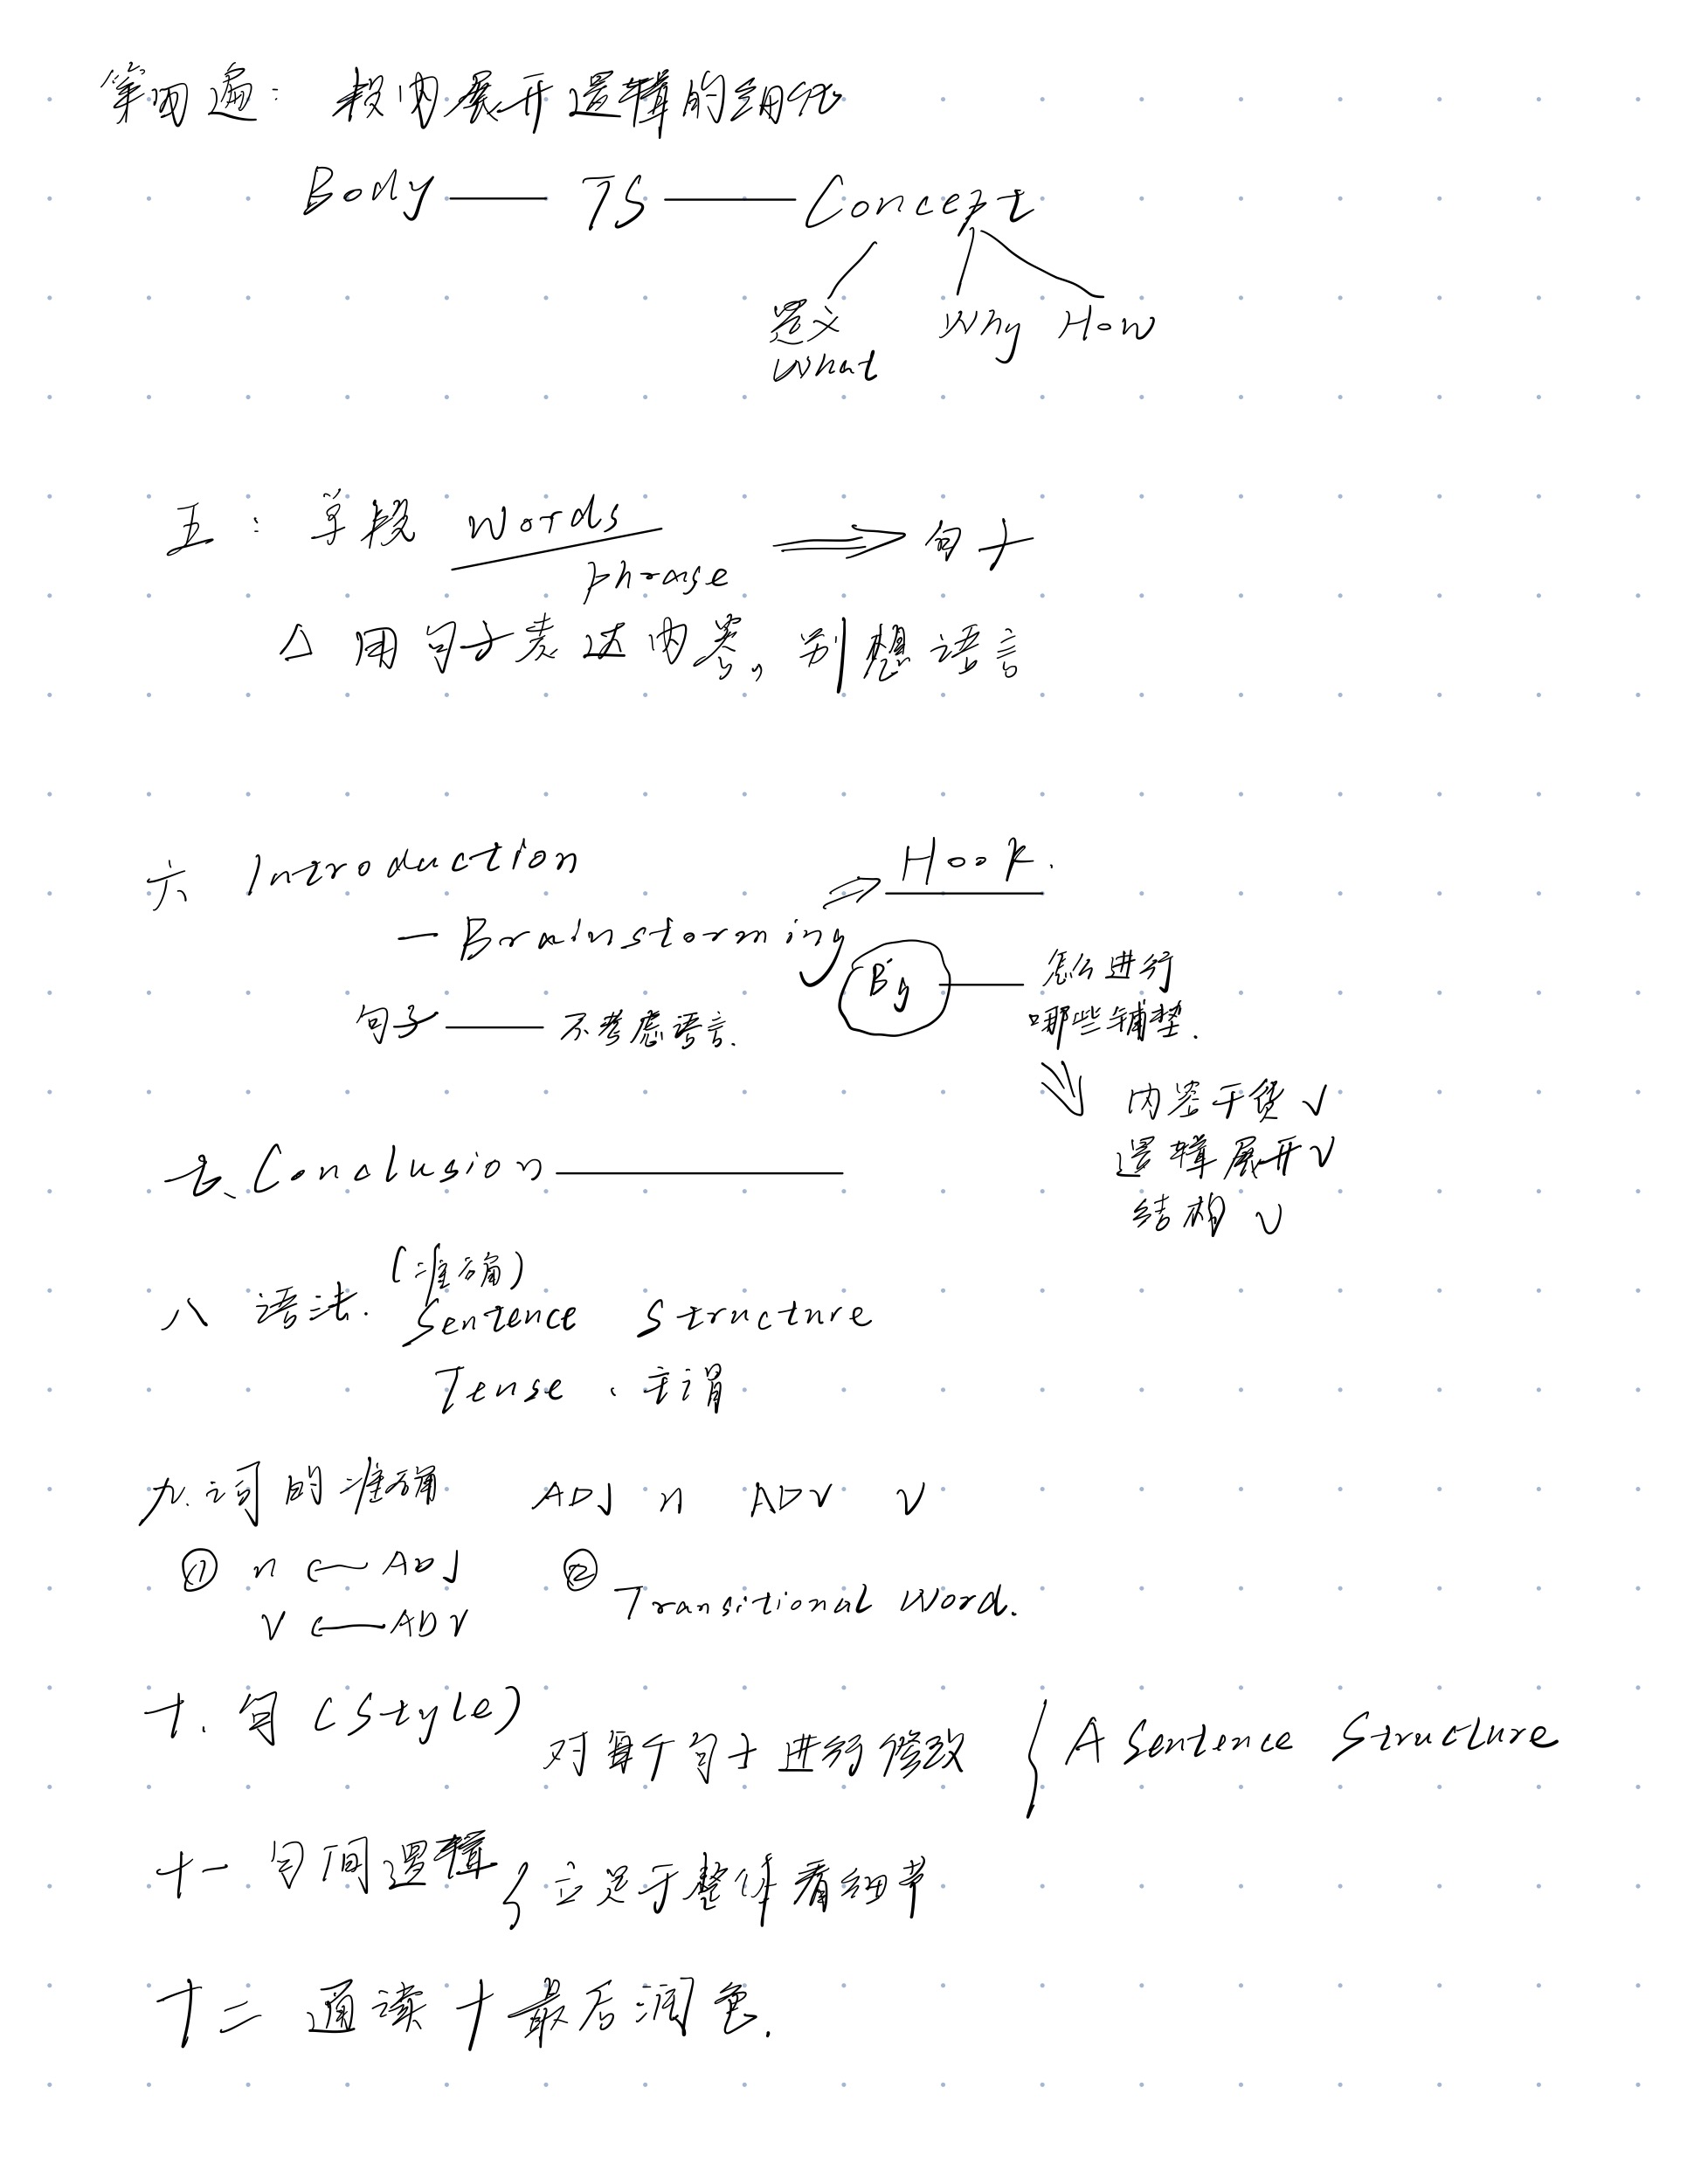 第四遍：段内展开逻辑的细化
Body —— TS —— Concept
定义 Why How
What
五：单段 Words ⇒ 句子
phrase
△ 用句子表达内容，别想语言
六 Introduction ⇒ Hook.
— Brainstorming
Big —— 怎么进行
句子 —— 不考虑语言. 哪些铺垫.
⇒ 内容干货 √
逻辑展开 √
结构 √
七、Conclusion ——
八 语法. (准确)
Sentence Structure
Tense、主谓
九.词的准确 ADJ n ADV v
① n ← ADJ ②
Transitional Word.
v ← ADV
十. 句 (Style)
对每个句子进行修改 { A Sentence Structure
十一 句间逻辑 { 立足于整体看细节
十二 通读十最后润色.